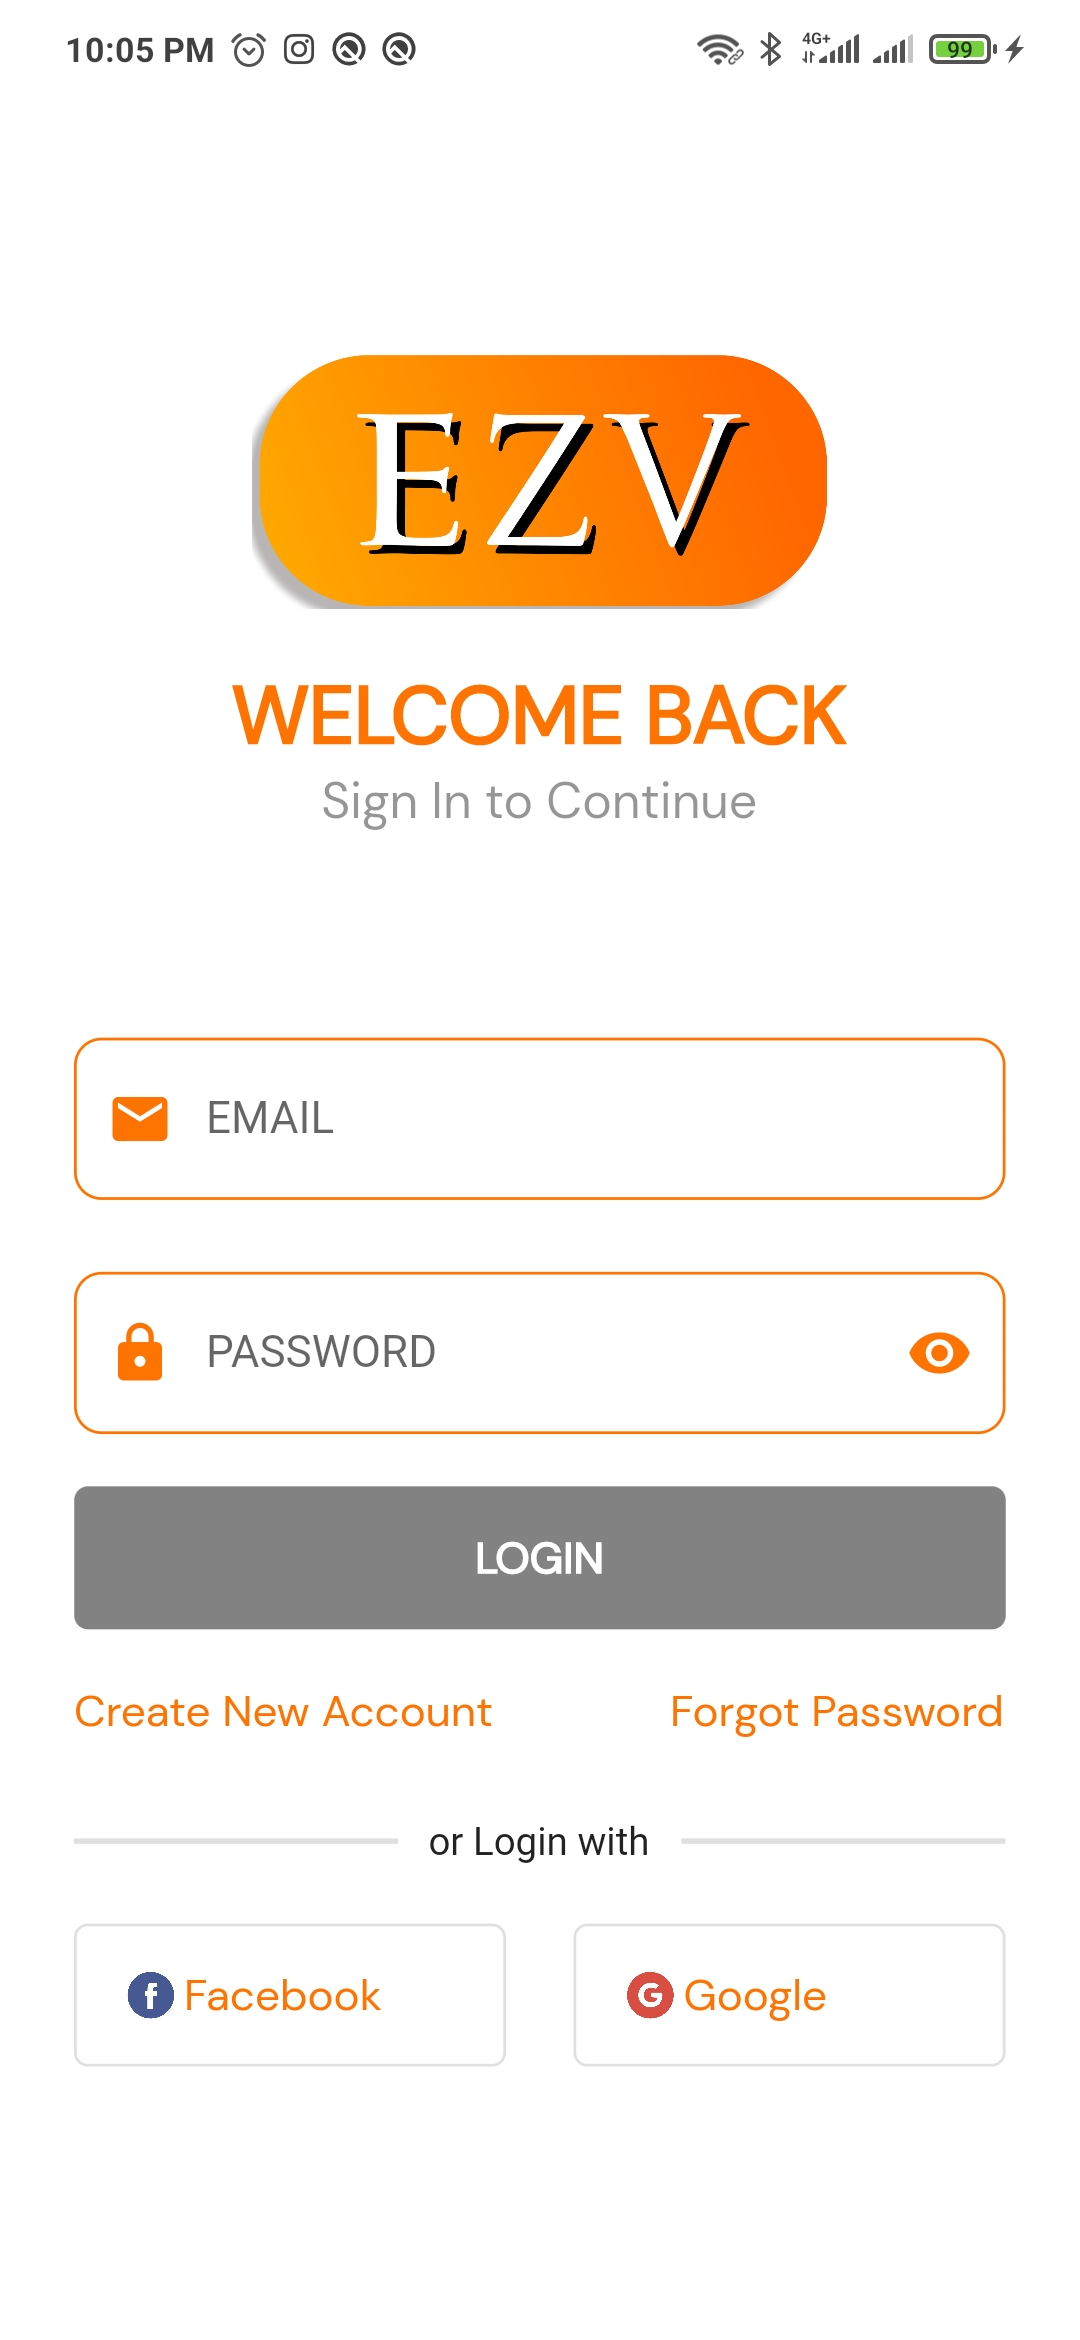 10:05 PM 4G+ 99
EZV
WELCOME BACK
Sign In to Continue
EMAIL
PASSWORD
LOGIN
Create New Account Forgot Password
or Login with
Facebook Google